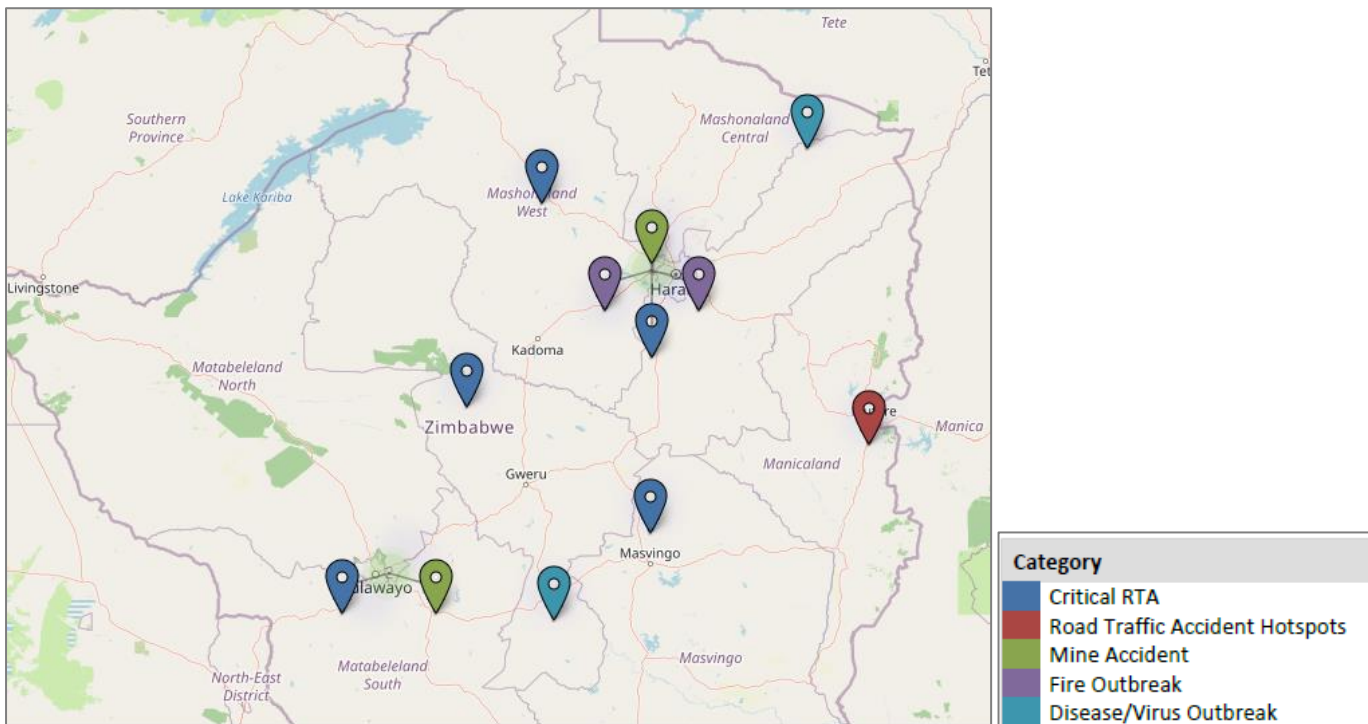 Tete
Tet
Southern
Province
Mashonaland
Central
Lake Kariba
Mashonaland
West
Livingstone
Kadoma
Matabeleland
North
Zimbabwe
Manica
Manicaland
Gweru
Masvingo
Masvingo
Matabeleland
South
North-East
District
Category
Critical RTA
Road Traffic Accident Hotspots
Mine Accident
Fire Outbreak
Disease/Virus Outbreak